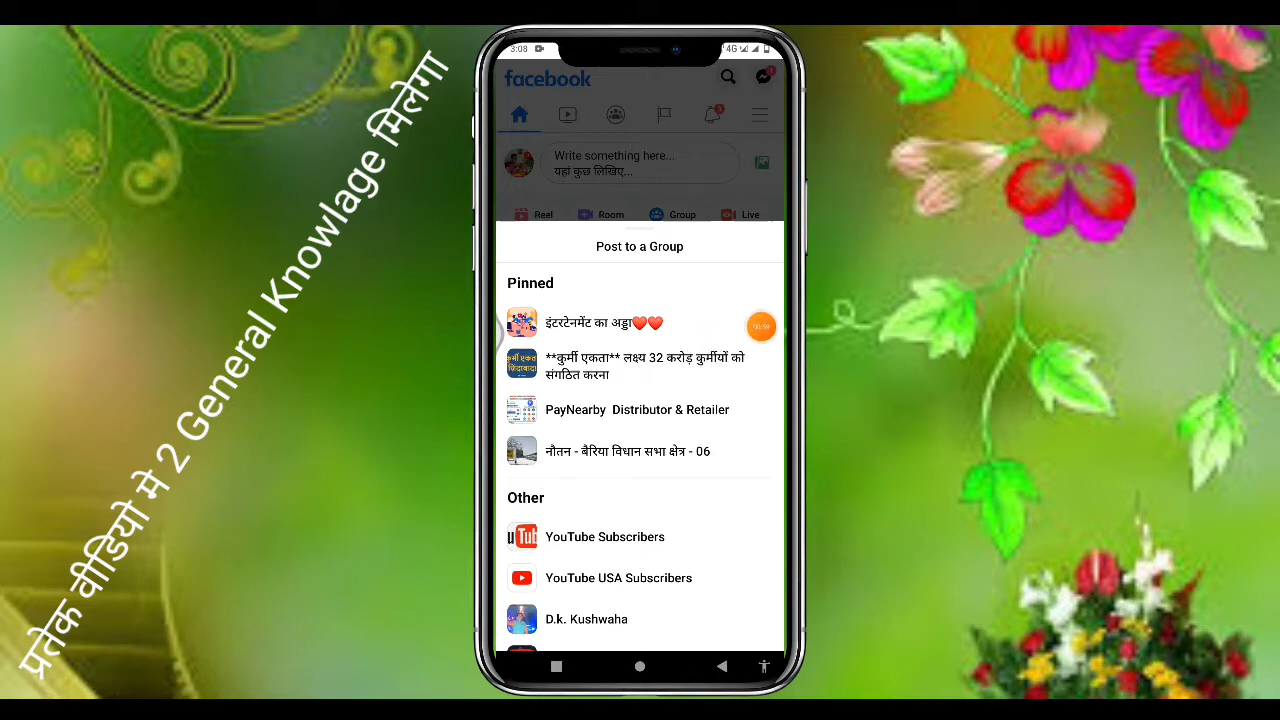 प्रतेक वीडियो में 2 General Knowlage मिलेगा
3:08
4G
facebook
Write something here...
यहां कुछ लिखिए...
Reel Room Group Live
Post to a Group
Pinned
इंटरटेनमेंट का अड्डा❤️❤️
**कुर्मी एकता** लक्ष्य 32 करोड़ कुर्मीयों को
संगठित करना
PayNearby Distributor & Retailer
नौतन - बैरिया विधान सभा क्षेत्र - 06
Other
YouTube Subscribers
YouTube USA Subscribers
D.k. Kushwaha